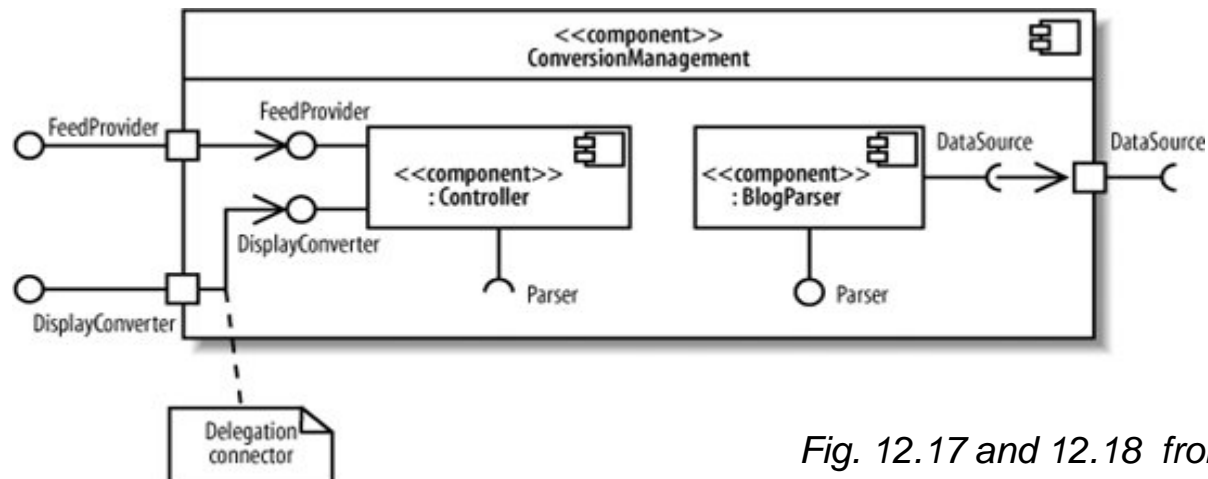 <<component>>
ConversionManagement
FeedProvider
FeedProvider
<<component>>
: Controller
<<component>>
: BlogParser
DataSource
DataSource
DisplayConverter
Parser
Parser
DisplayConverter
Delegation
connector
Fig. 12.17 and 12.18